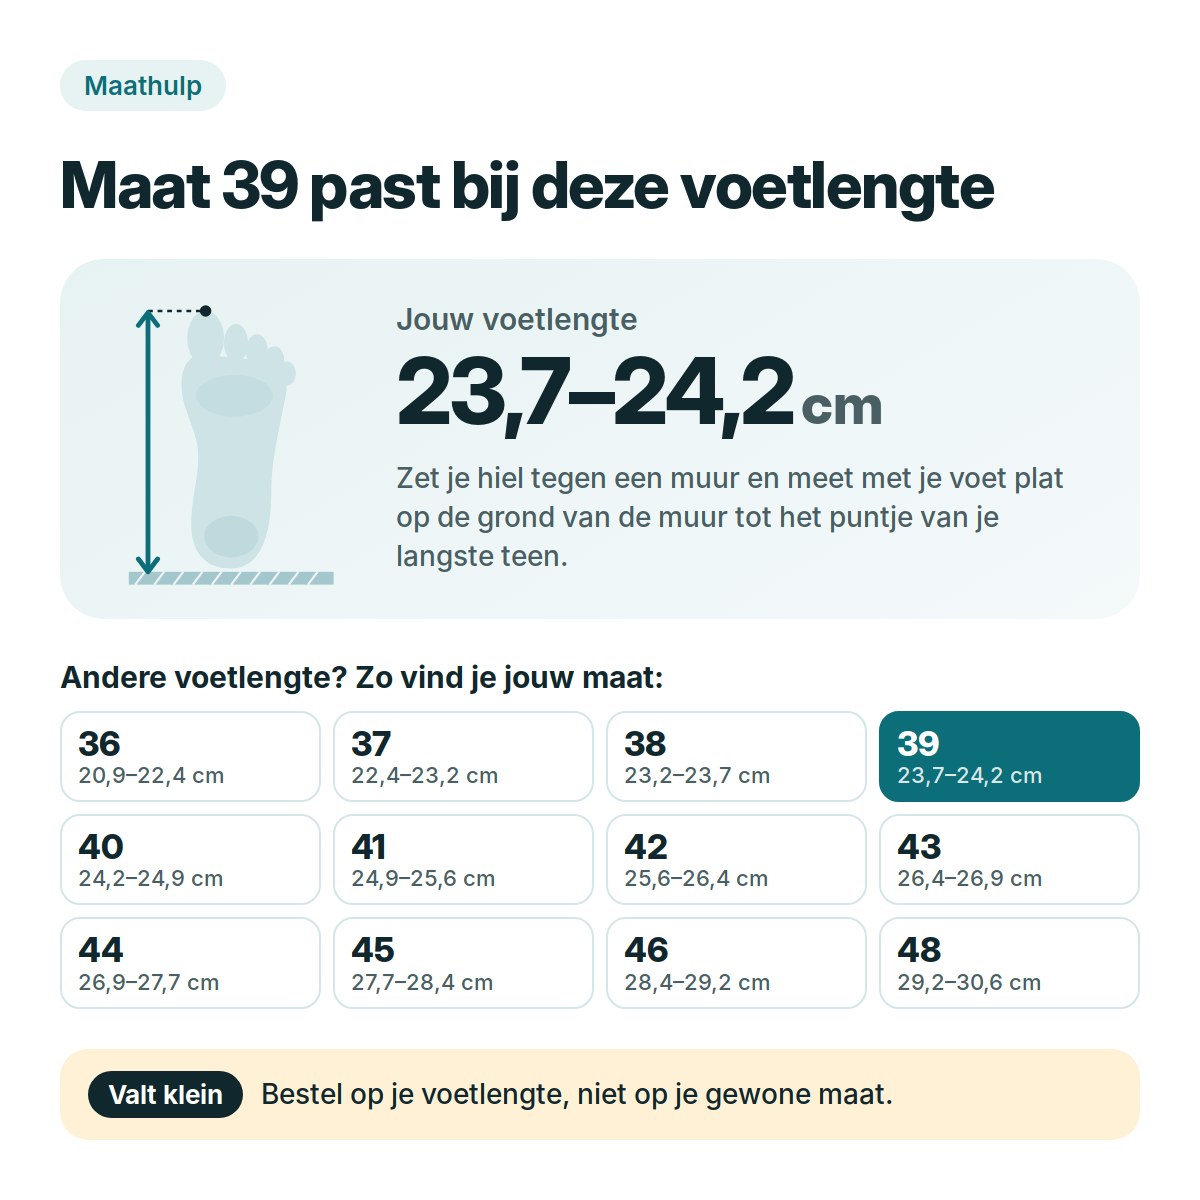 Maathulp
Maat 39 past bij deze voetlengte
Jouw voetlengte
23,7–24,2 cm
Zet je hiel tegen een muur en meet met je voet plat
op de grond van de muur tot het puntje van je
langste teen.
Andere voetlengte? Zo vind je jouw maat:
36
20,9–22,4 cm
37
22,4–23,2 cm
38
23,2–23,7 cm
39
23,7–24,2 cm
40
24,2–24,9 cm
41
24,9–25,6 cm
42
25,6–26,4 cm
43
26,4–26,9 cm
44
26,9–27,7 cm
45
27,7–28,4 cm
46
28,4–29,2 cm
48
29,2–30,6 cm
Valt klein Bestel op je voetlengte, niet op je gewone maat.